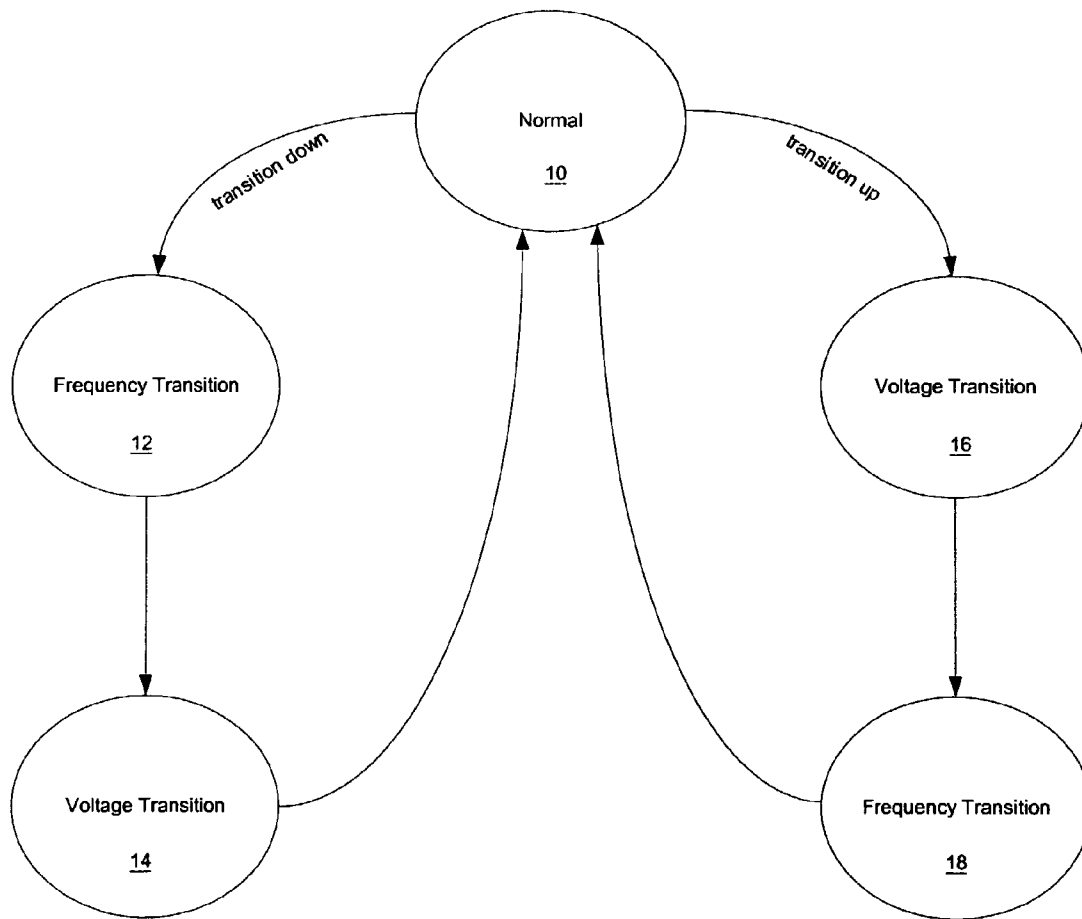 Normal
10
transition down
transition up
Frequency Transition
12
Voltage Transition
16
Voltage Transition
14
Frequency Transition
18